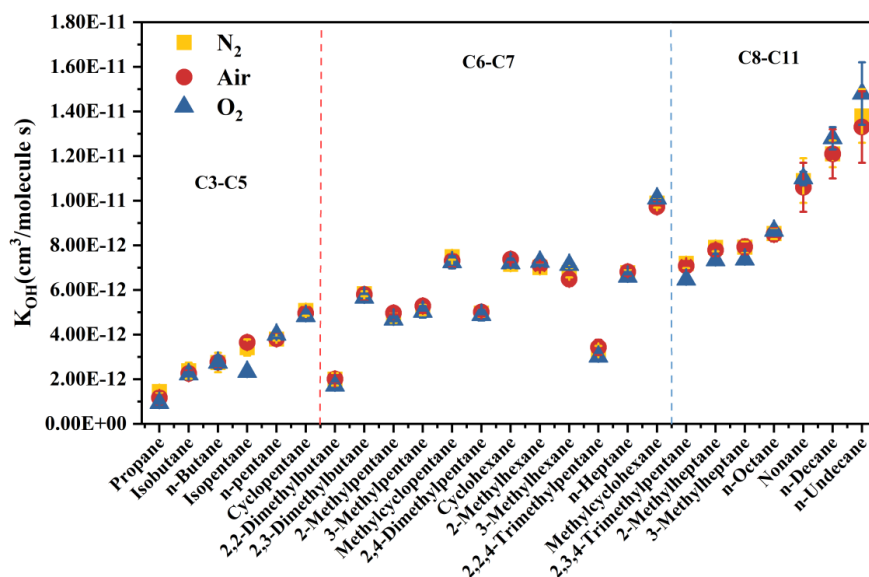 1.80E-11
1.60E-11
1.40E-11
1.20E-11
1.00E-11
8.00E-12
6.00E-12
4.00E-12
2.00E-12
0.00E+00
K_OH(cm³/molecule s)
N₂
Air
O₂
C3-C5
C6-C7
C8-C11
Propane
Isobutane
n-Butane
Isopentane
n-pentane
Cyclopentane
2,2-Dimethylbutane
2,3-Dimethylbutane
2-Methylpentane
3-Methylpentane
Methylcyclopentane
2,4-Dimethylpentane
Cyclohexane
2-Methylhexane
3-Methylhexane
2,2,4-Trimethylpentane
n-Heptane
Methylcyclohexane
2,3,4-Trimethylpentane
2-Methylheptane
3-Methylheptane
n-Octane
Nonane
n-Decane
n-Undecane